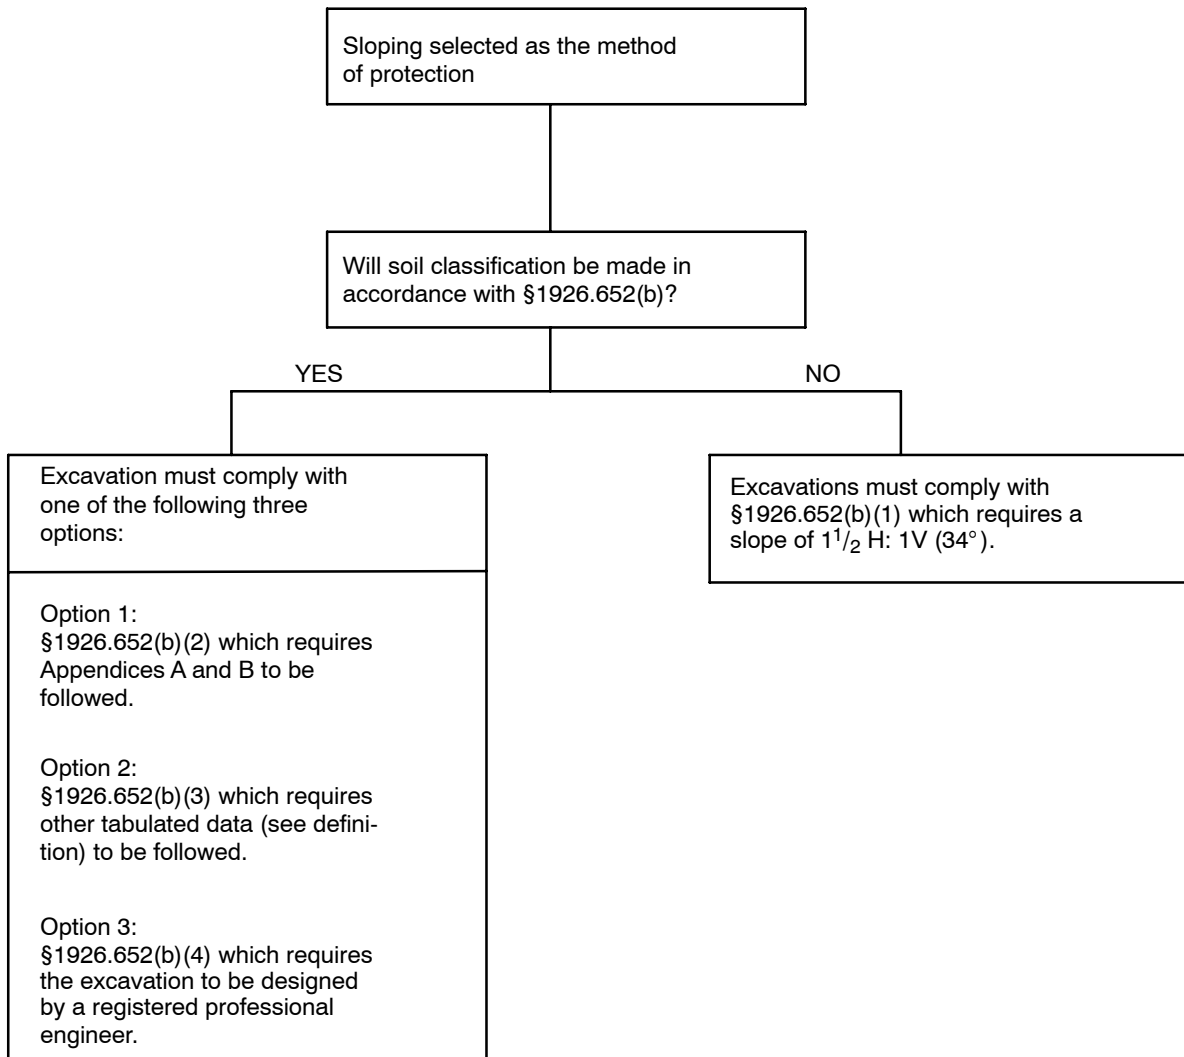 Sloping selected as the method
of protection
Will soil classification be made in
accordance with §1926.652(b)?
YES
NO
Excavation must comply with
one of the following three
options:
Option 1:
§1926.652(b)(2) which requires
Appendices A and B to be
followed.
Option 2:
§1926.652(b)(3) which requires
other tabulated data (see defini-
tion) to be followed.
Option 3:
§1926.652(b)(4) which requires
the excavation to be designed
by a registered professional
engineer.
Excavations must comply with
§1926.652(b)(1) which requires a
slope of 1 1/2 H: 1V (34°).